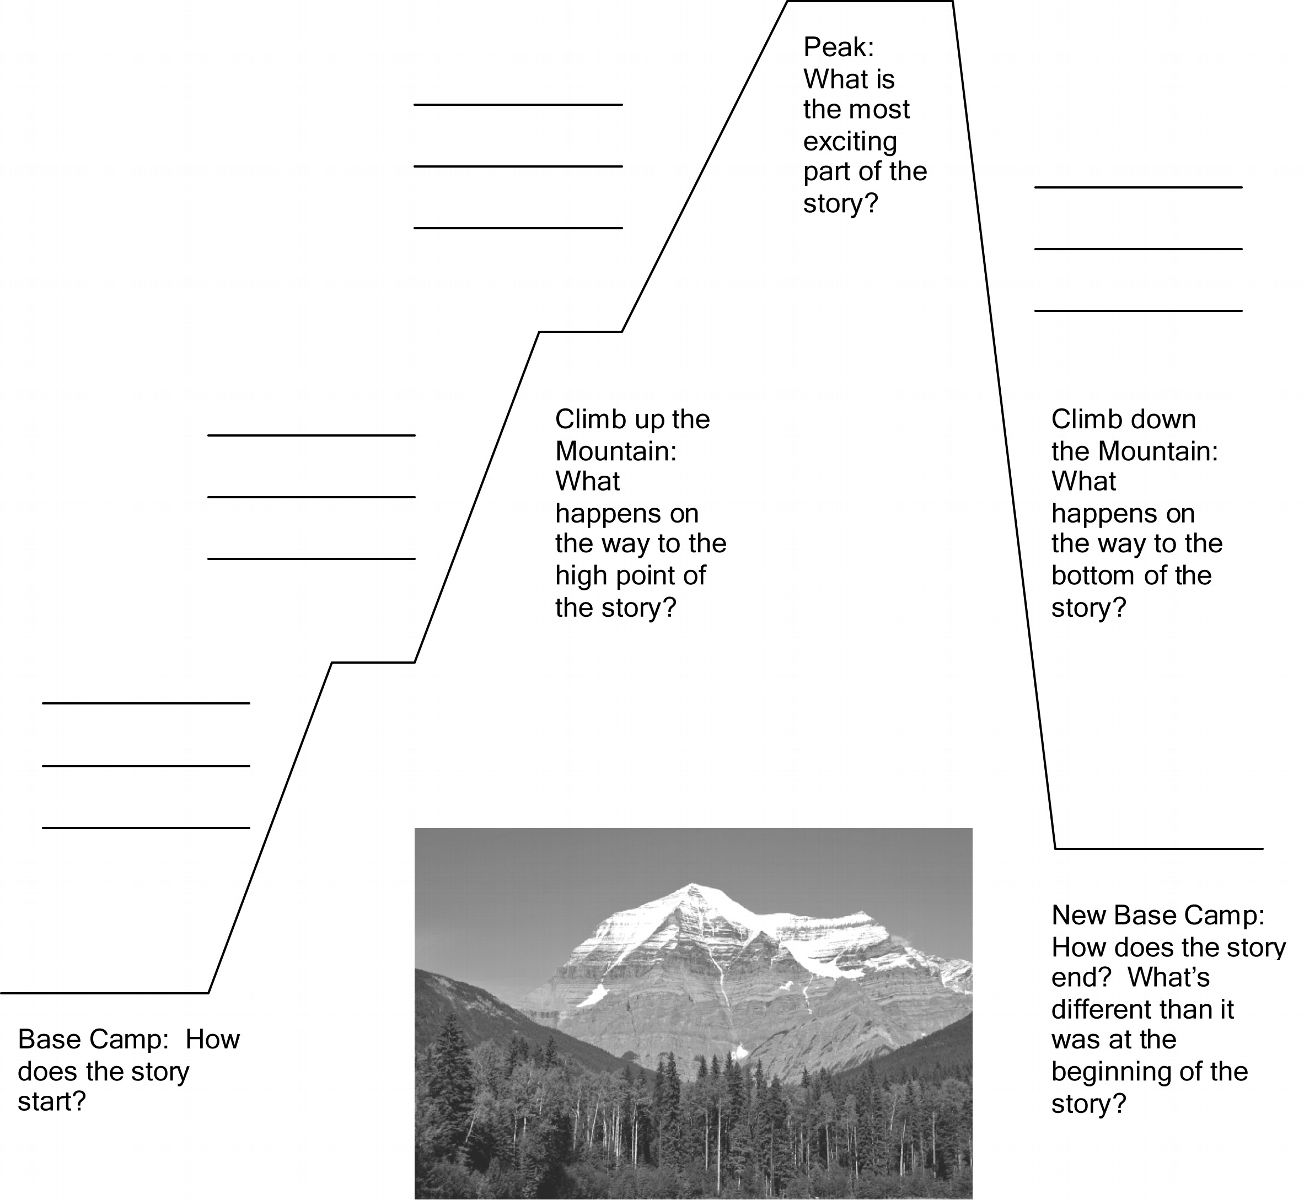 Peak:
What is
the most
exciting
part of the
story?
Climb up the
Mountain:
What
happens on
the way to the
high point of
the story?
Climb down
the Mountain:
What
happens on
the way to the
bottom of the
story?
Base Camp:  How
does the story
start?
New Base Camp:
How does the story
end?  What’s
different than it
was at the
beginning of the
story?